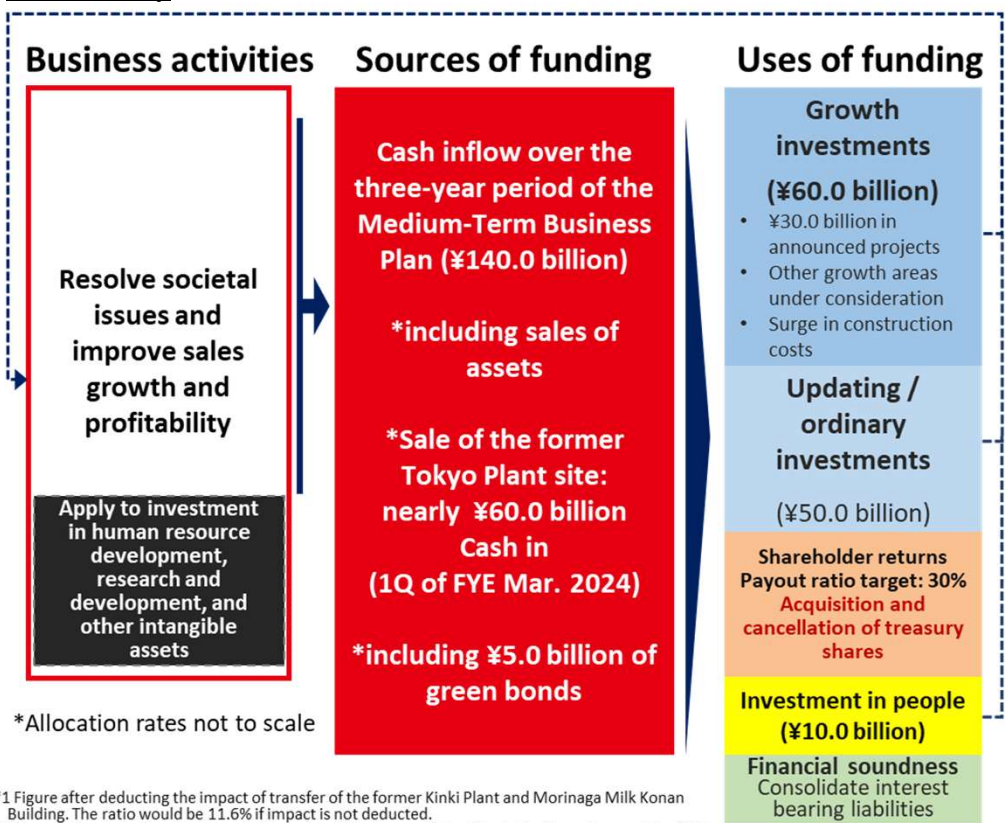 Business activities
Sources of funding
Uses of funding
Resolve societal
issues and
improve sales
growth and
profitability
Apply to investment
in human resource
development,
research and
development, and
other intangible
assets
*Allocation rates not to scale
Cash inflow over the
three-year period of the
Medium-Term Business
Plan (¥140.0 billion)
*including sales of
assets
*Sale of the former
Tokyo Plant site:
nearly ¥60.0 billion
Cash in
(1Q of FYE Mar. 2024)
*including ¥5.0 billion of
green bonds
Growth
investments
(¥60.0 billion)
• ¥30.0 billion in
announced projects
• Other growth areas
under consideration
• Surge in construction
costs
Updating /
ordinary
investments
(¥50.0 billion)
Shareholder returns
Payout ratio target: 30%
Acquisition and
cancellation of treasury
shares
Investment in people
(¥10.0 billion)
Financial soundness
Consolidate interest
bearing liabilities
*1 Figure after deducting the impact of transfer of the former Kinki Plant and Morinaga Milk Konan
Building. The ratio would be 11.6% if impact is not deducted.